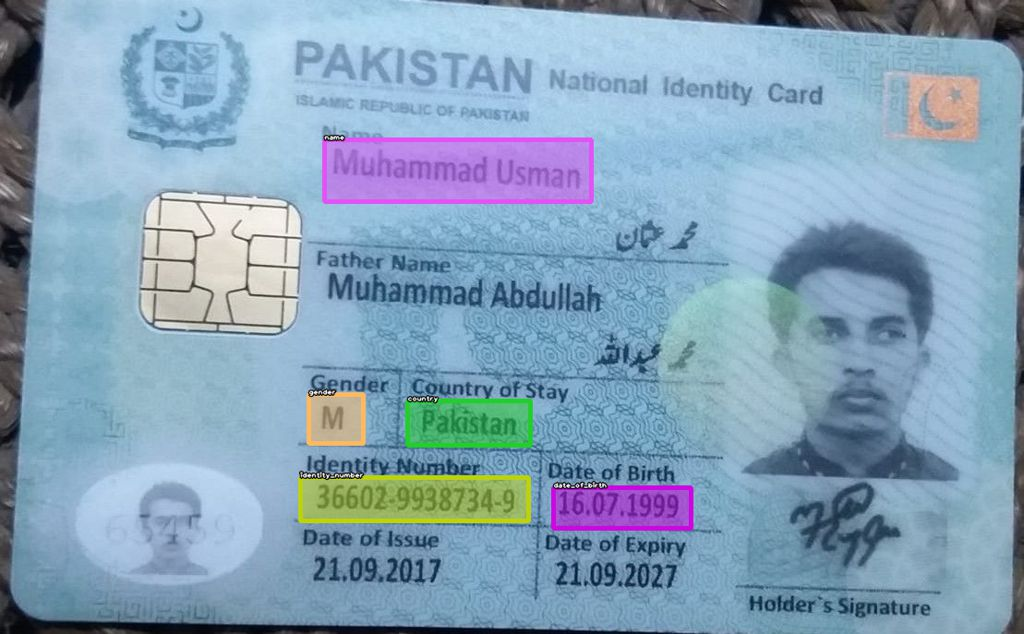 PAKISTAN National Identity Card
ISLAMIC REPUBLIC OF PAKISTAN
Name
name
Muhammad Usman
محمد عثمان
Father Name
Muhammad Abdullah
محمد عبداللہ
Gender Country of Stay
gender country
M Pakistan
Identity Number Date of Birth
identity_number date_of_birth
36602-9938734-9 16.07.1999
Date of Issue Date of Expiry
21.09.2017 21.09.2027
Holder`s Signature